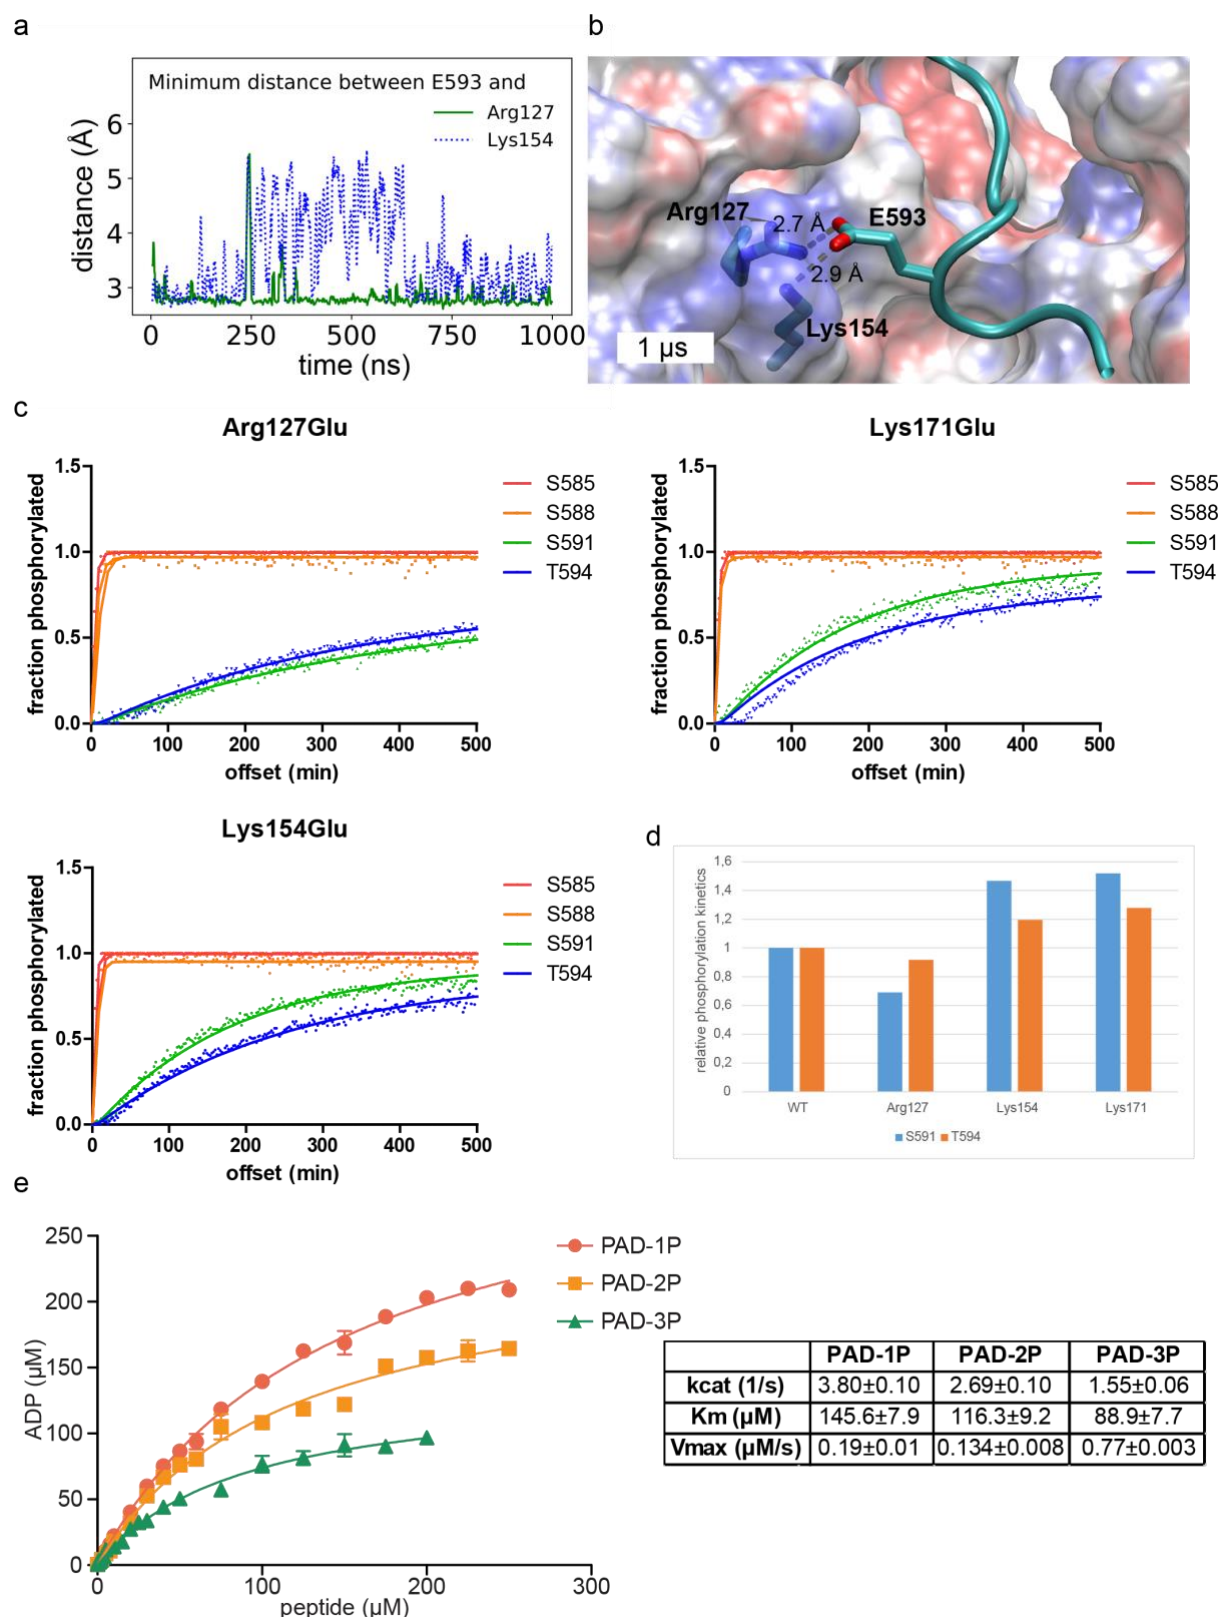 a
Minimum distance between E593 and
Arg127
Lys154
distance (Å)
6
5
4
3
0
250
500
750
1000
time (ns)
b
Arg127
2.7 Å
E593
2.9 Å
Lys154
1 µs
c
Arg127Glu
fraction phosphorylated
1.5
1.0
0.5
0.0
0
100
200
300
400
500
offset (min)
S585
S588
S591
T594
Lys171Glu
fraction phosphorylated
1.5
1.0
0.5
0.0
0
100
200
300
400
500
offset (min)
S585
S588
S591
T594
Lys154Glu
fraction phosphorylated
1.5
1.0
0.5
0.0
0
100
200
300
400
500
offset (min)
S585
S588
S591
T594
d
relative phosphorylation kinetics
1,6
1,4
1,2
1
0,8
0,6
0,4
0,2
0
WT
Arg127
Lys154
Lys171
S591 T594
e
ADP (µM)
250
200
150
100
50
0
0
100
200
300
peptide (µM)
PAD-1P
PAD-2P
PAD-3P
PAD-1P PAD-2P PAD-3P
kcat (1/s) 3.80±0.10 2.69±0.10 1.55±0.06
Km (µM) 145.6±7.9 116.3±9.2 88.9±7.7
Vmax (µM/s) 0.19±0.01 0.134±0.008 0.77±0.003